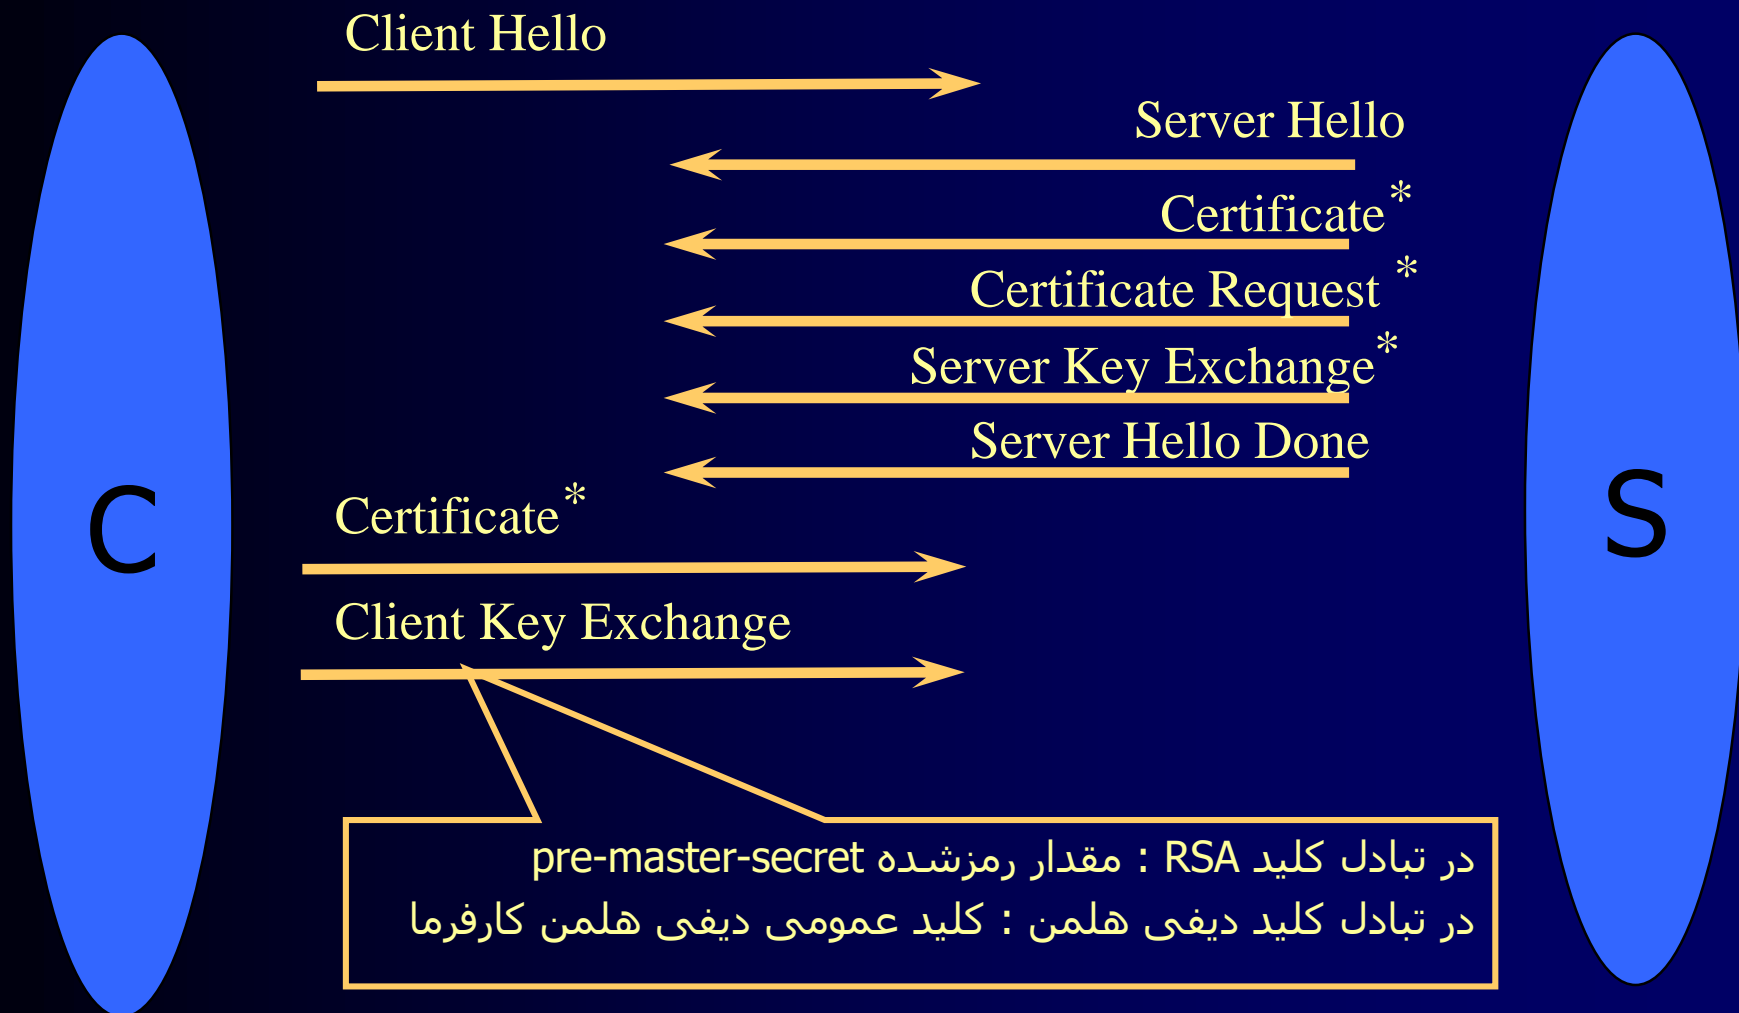 Client Hello
Server Hello
Certificate*
Certificate Request *
Server Key Exchange*
Server Hello Done
C
S
Certificate*
Client Key Exchange
در تبادل کلید RSA : مقدار رمزشده pre-master-secret
در تبادل کلید دیفی هلمن : کلید عمومی دیفی هلمن کارفرما